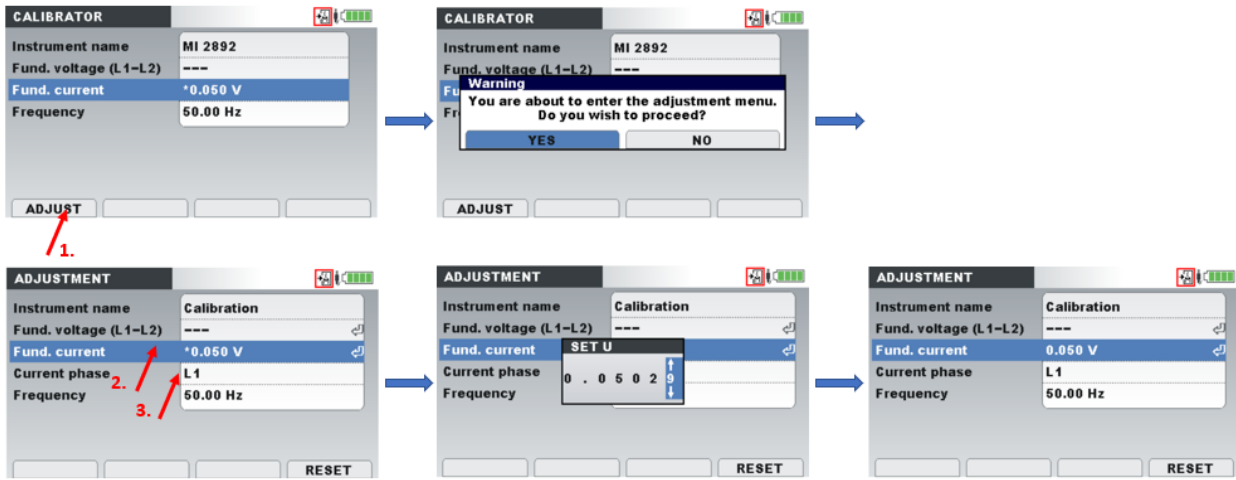 CALIBRATOR
Instrument name MI 2892
Fund. voltage (L1-L2) ---
Fund. current *0.050 V
Frequency 50.00 Hz
ADJUST
1.
CALIBRATOR
Instrument name MI 2892
Fund. voltage (L1-L2) ---
Fu
Fr
Warning
You are about to enter the adjustment menu.
Do you wish to proceed?
YES NO
ADJUST
ADJUSTMENT
Instrument name Calibration
Fund. voltage (L1-L2) ---
Fund. current *0.050 V
Current phase L1
Frequency 50.00 Hz
2.
3.
RESET
ADJUSTMENT
Instrument name Calibration
Fund. voltage (L1-L2) ---
Fund. current
Current phase
Frequency
SET U
0.05029
RESET
ADJUSTMENT
Instrument name Calibration
Fund. voltage (L1-L2) ---
Fund. current 0.050 V
Current phase L1
Frequency 50.00 Hz
RESET